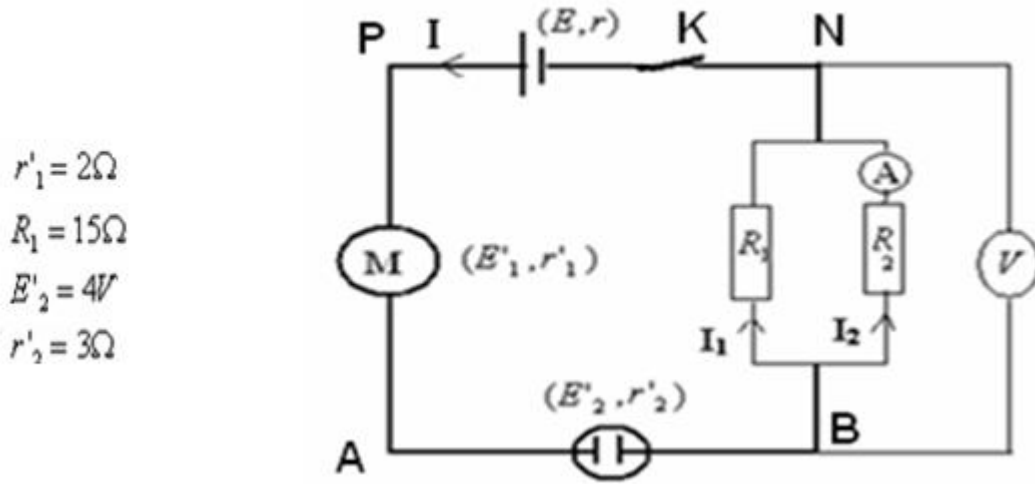 r'₁ = 2Ω
R₁ = 15Ω
E'₂ = 4V
r'₂ = 3Ω
P
I
(E, r)
K
N
A
R₁
R₂
V
M
(E'₁, r'₁)
I₁
I₂
(E'₂, r'₂)
A
B